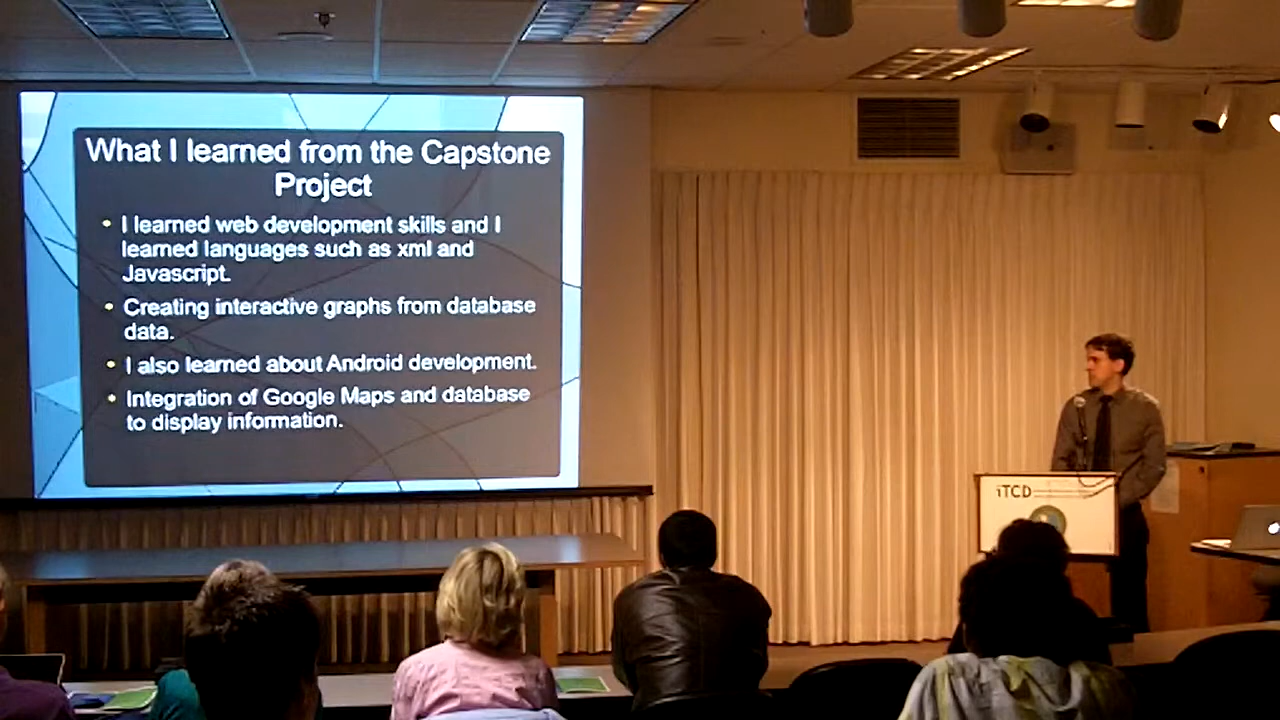 What I learned from the Capstone
Project
• I learned web development skills and I
learned languages such as xml and
Javascript.
• Creating interactive graphs from database
data.
• I also learned about Android development.
• Integration of Google Maps and database
to display information.
iTCD